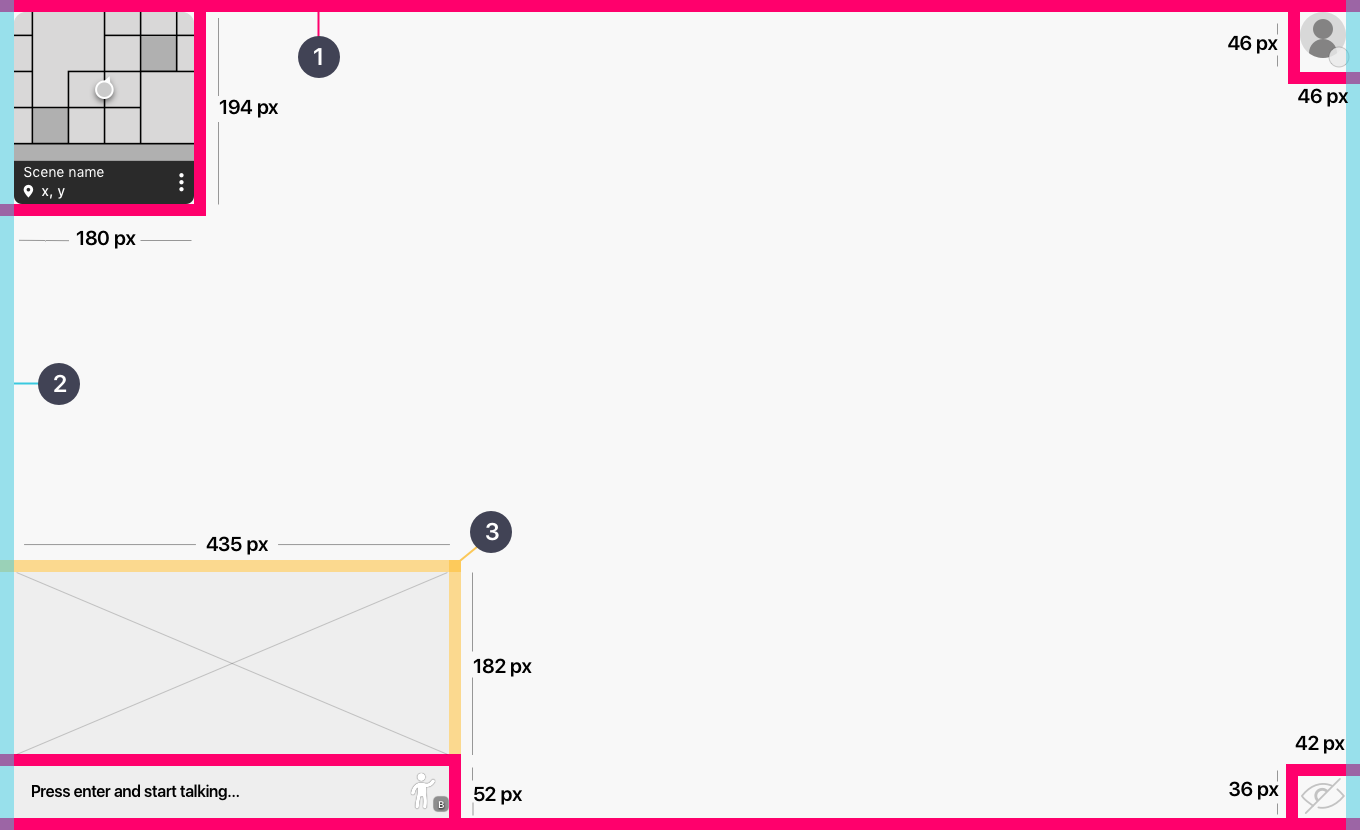 1
46 px
194 px
46 px
Scene name
x, y
180 px
2
3
435 px
182 px
42 px
Press enter and start talking...
B
52 px
36 px